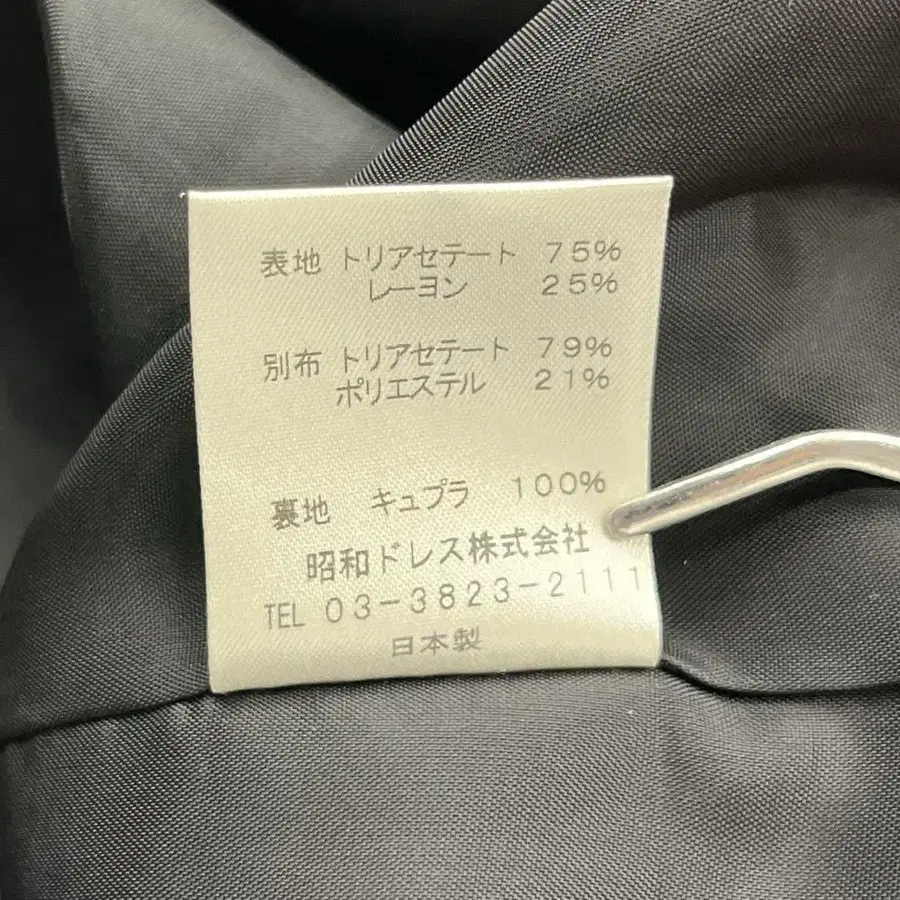 表地 トリアセテート 75%
レーヨン 25%
別布 トリアセテート 79%
ポリエステル 21%
裏地 キュプラ 100%
昭和ドレス株式会社
TEL 03-3823-2111
日本製